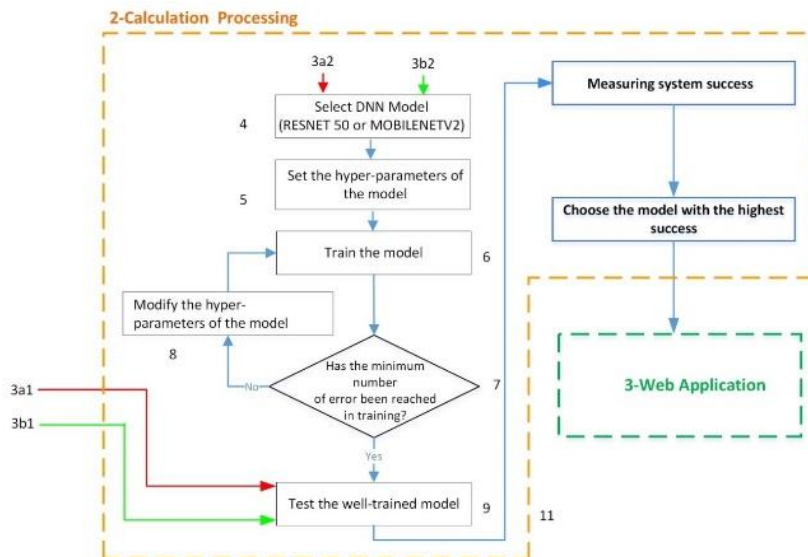 2-Calculation Processing
3a2
3b2
Select DNN Model
(RESNET 50 or MOBILENETV2)
4
Set the hyper-parameters of
the model
5
Train the model
6
Modify the hyper-
parameters of the model
8
Has the minimum
number
of error been reached
in training?
7
No
Yes
3a1
3b1
Test the well-trained model
9
11
Measuring system success
Choose the model with the highest
success
3-Web Application